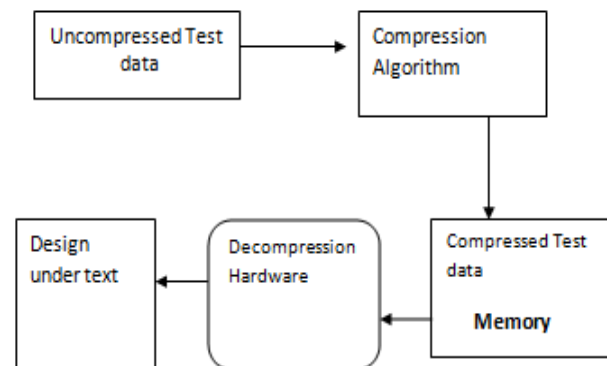 Uncompressed Test
data
Compression
Algorithm
Compressed Test
data
Memory
Decompression
Hardware
Design
under text